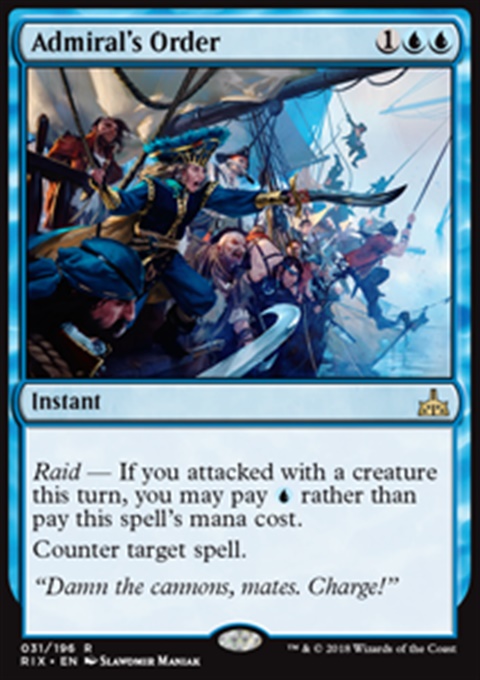 Admiral's Order 1
Instant
Raid — If you attacked with a creature
this turn, you may pay rather than
pay this spell's mana cost.
Counter target spell.
"Damn the cannons, mates. Charge!"
031/196 R
RIX • EN Slawomir Maniak
™ & © 2018 Wizards of the Coast